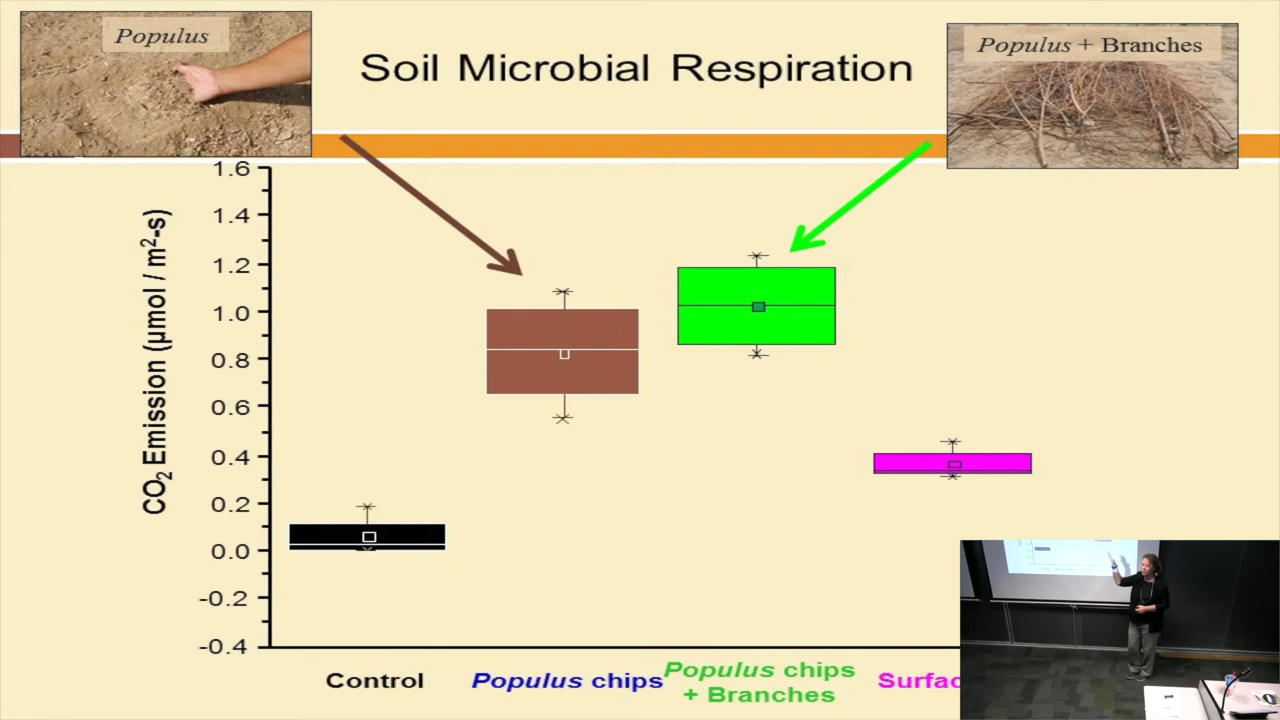 Populus
Soil Microbial Respiration
Populus + Branches
CO2 Emission (µmol / m2-s)
1.6
1.4
1.2
1.0
0.8
0.6
0.4
0.2
0.0
-0.2
-0.4
Control
Populus chips
Populus chips
+ Branches
Surfac